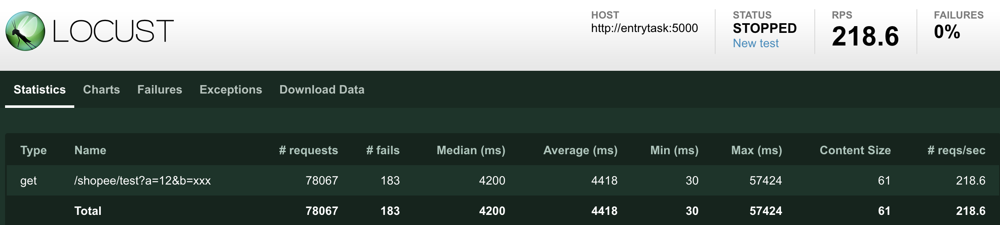 LOCUST
HOST
http://entrytask:5000
STATUS
STOPPED
New test
RPS
218.6
FAILURES
0%
Statistics Charts Failures Exceptions Download Data
Type Name # requests # fails Median (ms) Average (ms) Min (ms) Max (ms) Content Size # reqs/sec
get /shopee/test?a=12&b=xxx 78067 183 4200 4418 30 57424 61 218.6
Total 78067 183 4200 4418 30 57424 61 218.6